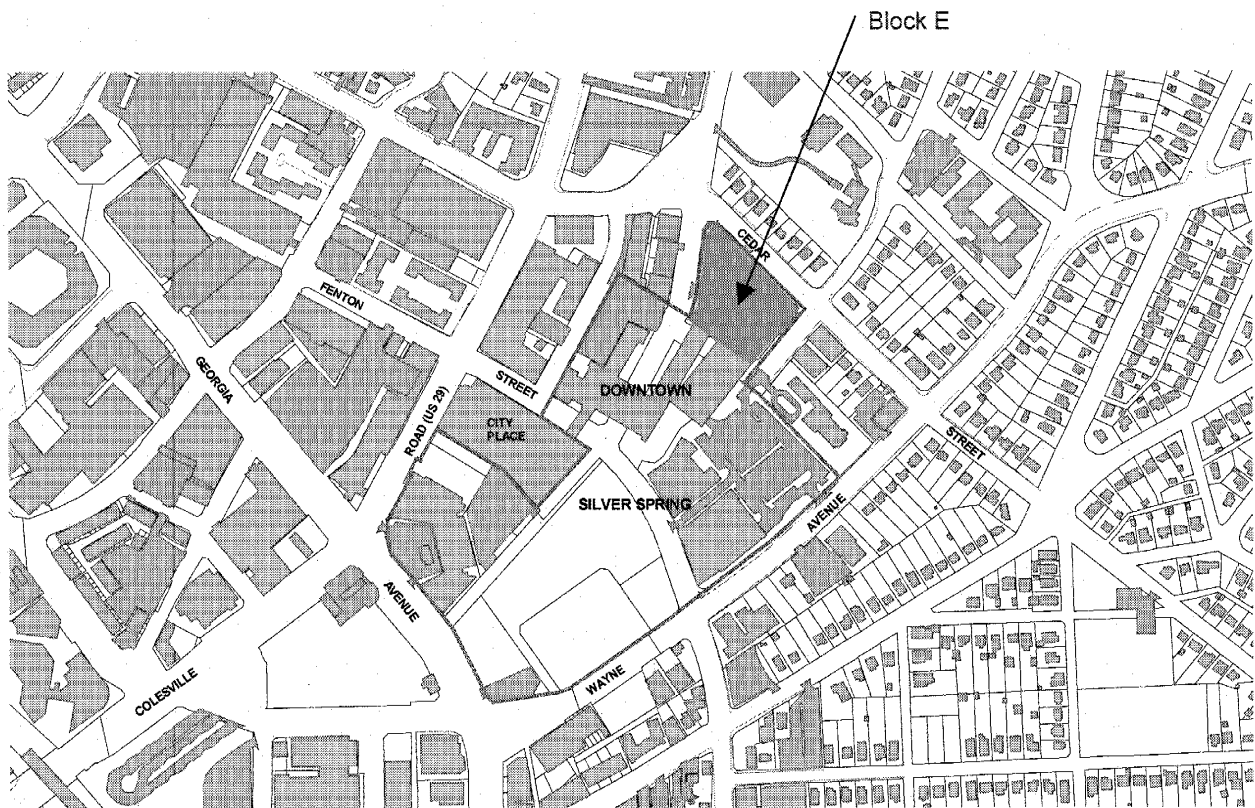 Block E
CEDAR
FENTON
STREET
GEORGIA
DOWNTOWN
ROAD (US 29)
CITY
PLACE
STREET
SILVER SPRING
AVENUE
AVENUE
WAYNE
COLESVILLE